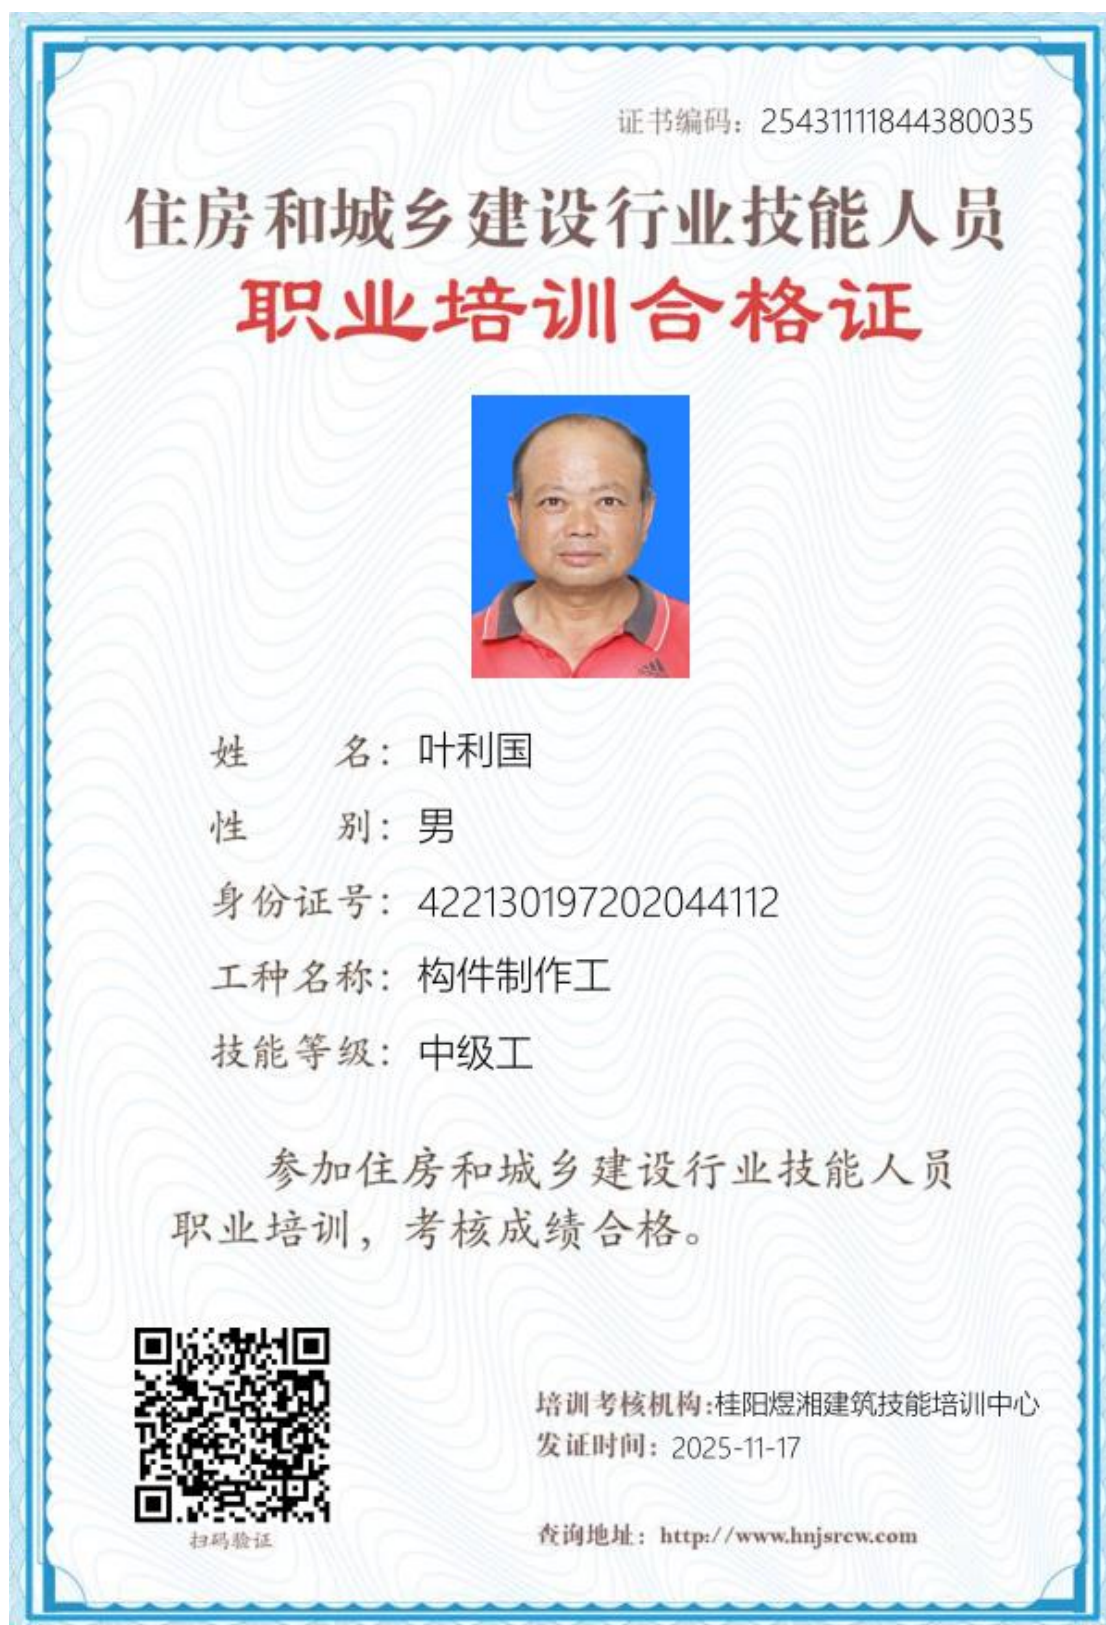 证书编码：25431111844380035
住房和城乡建设行业技能人员
职业培训合格证
姓名：叶利国
性别：男
身份证号：422130197202044112
工种名称：构件制作工
技能等级：中级工
参加住房和城乡建设行业技能人员
职业培训，考核成绩合格。
培训考核机构:桂阳煜湘建筑技能培训中心
发证时间：2025-11-17
扫码验证
查询地址：http://www.hnjsrcw.com